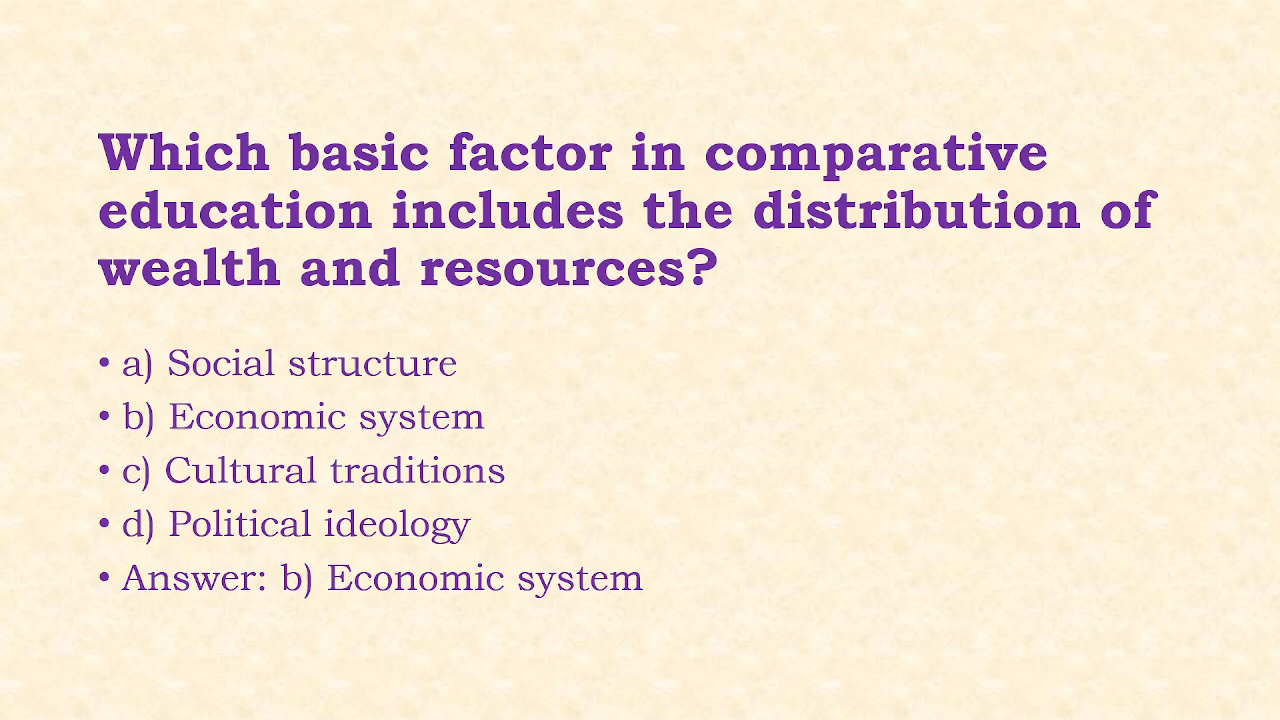 Which basic factor in comparative
education includes the distribution of
wealth and resources?
• a) Social structure
• b) Economic system
• c) Cultural traditions
• d) Political ideology
• Answer: b) Economic system